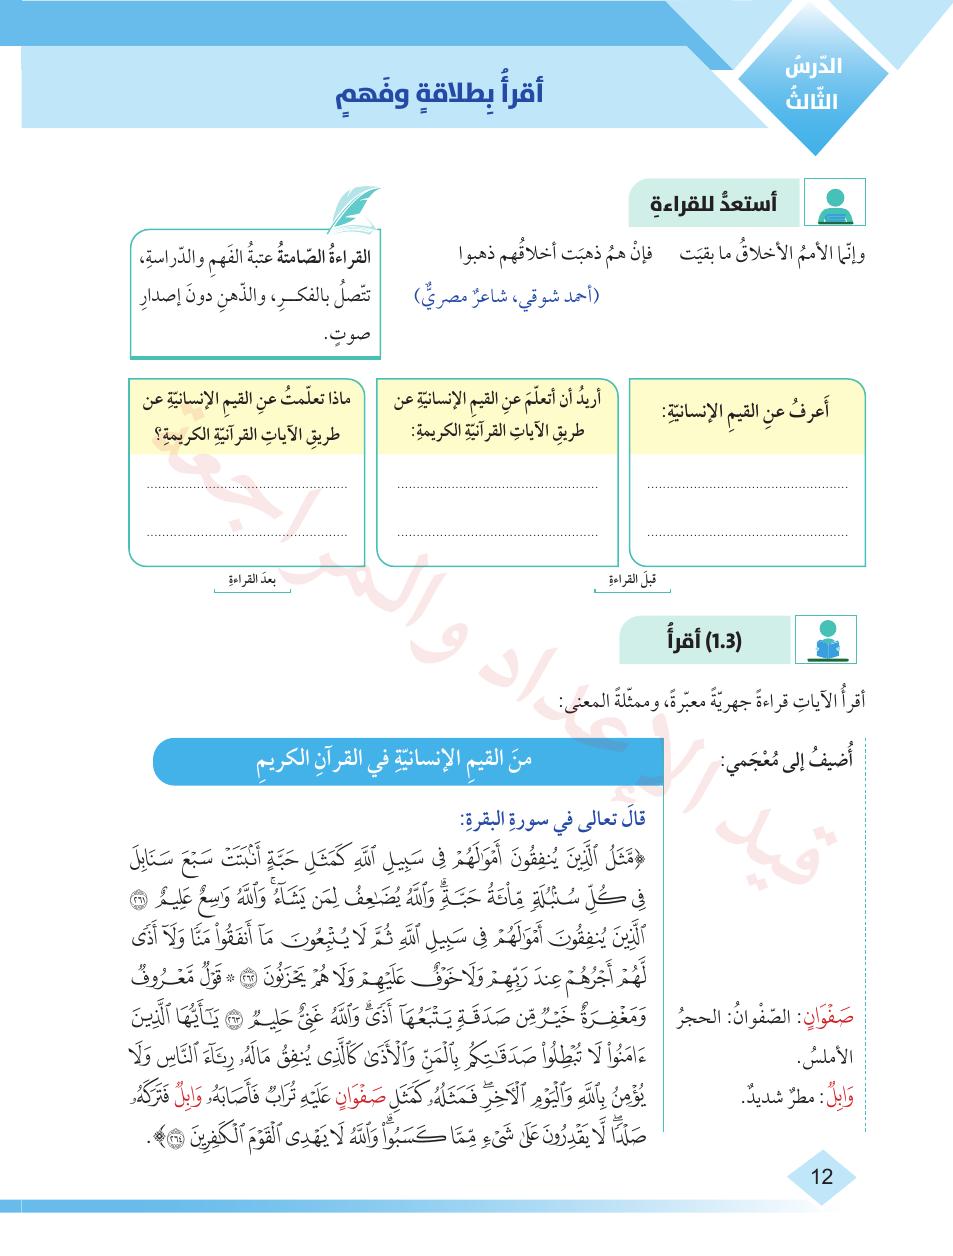 الدّرسُ
الثّالثُ
أقرأُ بِطلاقةٍ وفَهمٍ
أستعدُّ للقراءةِ
وإنّما الأممُ الأخلاقُ ما بقيَت فإنْ همُ ذهبَت أخلاقُهم ذهبوا
(أحمد شوقي، شاعرٌ مصريٌّ)
القراءةُ الصّامتةُ عتبةُ الفَهمِ والدّراسةِ،
تتّصلُ بالفكـرِ، والذّهنِ دونَ إصدارِ
صوتٍ.
أَعرفُ عنِ القيمِ الإنسانيّةِ:
أريدُ أن أتعلّمَ عنِ القيمِ الإنسانيّةِ عن
طريقِ الآياتِ القرآنيّةِ الكريمةِ:
ماذا تعلّمتُ عنِ القيمِ الإنسانيّةِ عن
طريقِ الآياتِ القرآنيّةِ الكريمةِ؟
قبلَ القراءةِ
بعدَ القراءةِ
(1.3) أقرأُ
أقرأُ الآياتِ قراءةً جهريّةً معبّرةً، وممثّلةً المعنى:
أُضيفُ إلى مُعْجَمي:
صَفْوَانٍ: الصّفْوانُ: الحجرُ
الأملسُ.
وَابِلٌ: مطرٌ شديدٌ.
منَ القيمِ الإنسانيّةِ في القرآنِ الكريمِ
قالَ تعالى في سورةِ البقرةِ:
﴿مَّثَلُ ٱلَّذِينَ يُنفِقُونَ أَمۡوَٰلَهُمۡ فِي سَبِيلِ ٱللَّهِ كَمَثَلِ حَبَّةٍ أَنۢبَتَتۡ سَبۡعَ سَنَابِلَ
فِي كُلِّ سُنۢبُلَةٖ مِّاْئَةُ حَبَّةٖۗ وَٱللَّهُ يُضَٰعِفُ لِمَن يَشَآءُۚ وَٱللَّهُ وَٰسِعٌ عَلِيمٌ ٢٦١
ٱلَّذِينَ يُنفِقُونَ أَمۡوَٰلَهُمۡ فِي سَبِيلِ ٱللَّهِ ثُمَّ لَا يُتۡبِعُونَ مَآ أَنفَقُواْ مَنّٗا وَلَآ أَذٗى
لَّهُمۡ أَجۡرُهُمۡ عِندَ رَبِّهِمۡ وَلَا خَوۡفٌ عَلَيۡهِمۡ وَلَا هُمۡ يَحۡزَنُونَ ٢٦٢ * قَوۡلٞ مَّعۡرُوفٞ
وَمَغۡفِرَةٌ خَيۡرٞ مِّن صَدَقَةٖ يَتۡبَعُهَآ أَذٗىۗ وَٱللَّهُ غَنِيٌّ حَلِيمٞ ٢٦٣ يَٰٓأَيُّهَا ٱلَّذِينَ
ءَامَنُواْ لَا تُبۡطِلُواْ صَدَقَٰتِكُم بِٱلۡمَنِّ وَٱلۡأَذَىٰ كَٱلَّذِي يُنفِقُ مَالَهُۥ رِئَآءَ ٱلنَّاسِ وَلَا
يُؤۡمِنُ بِٱللَّهِ وَٱلۡيَوۡمِ ٱلۡأٓخِرِۖ فَمَثَلُهُۥ كَمَثَلِ صَفۡوَانٍ عَلَيۡهِ تُرَابٞ فَأَصَابَهُۥ وَابِلٞ فَتَرَكَهُۥ
صَلۡدٗاۖ لَّا يَقۡدِرُونَ عَلَىٰ شَيۡءٖ مِّمَّا كَسَبُواْۗ وَٱللَّهُ لَا يَهۡدِي ٱلۡقَوۡمَ ٱلۡكَٰفِرِينَ ٢٦٤﴾.
قيد الإعداد والمراجعة
12